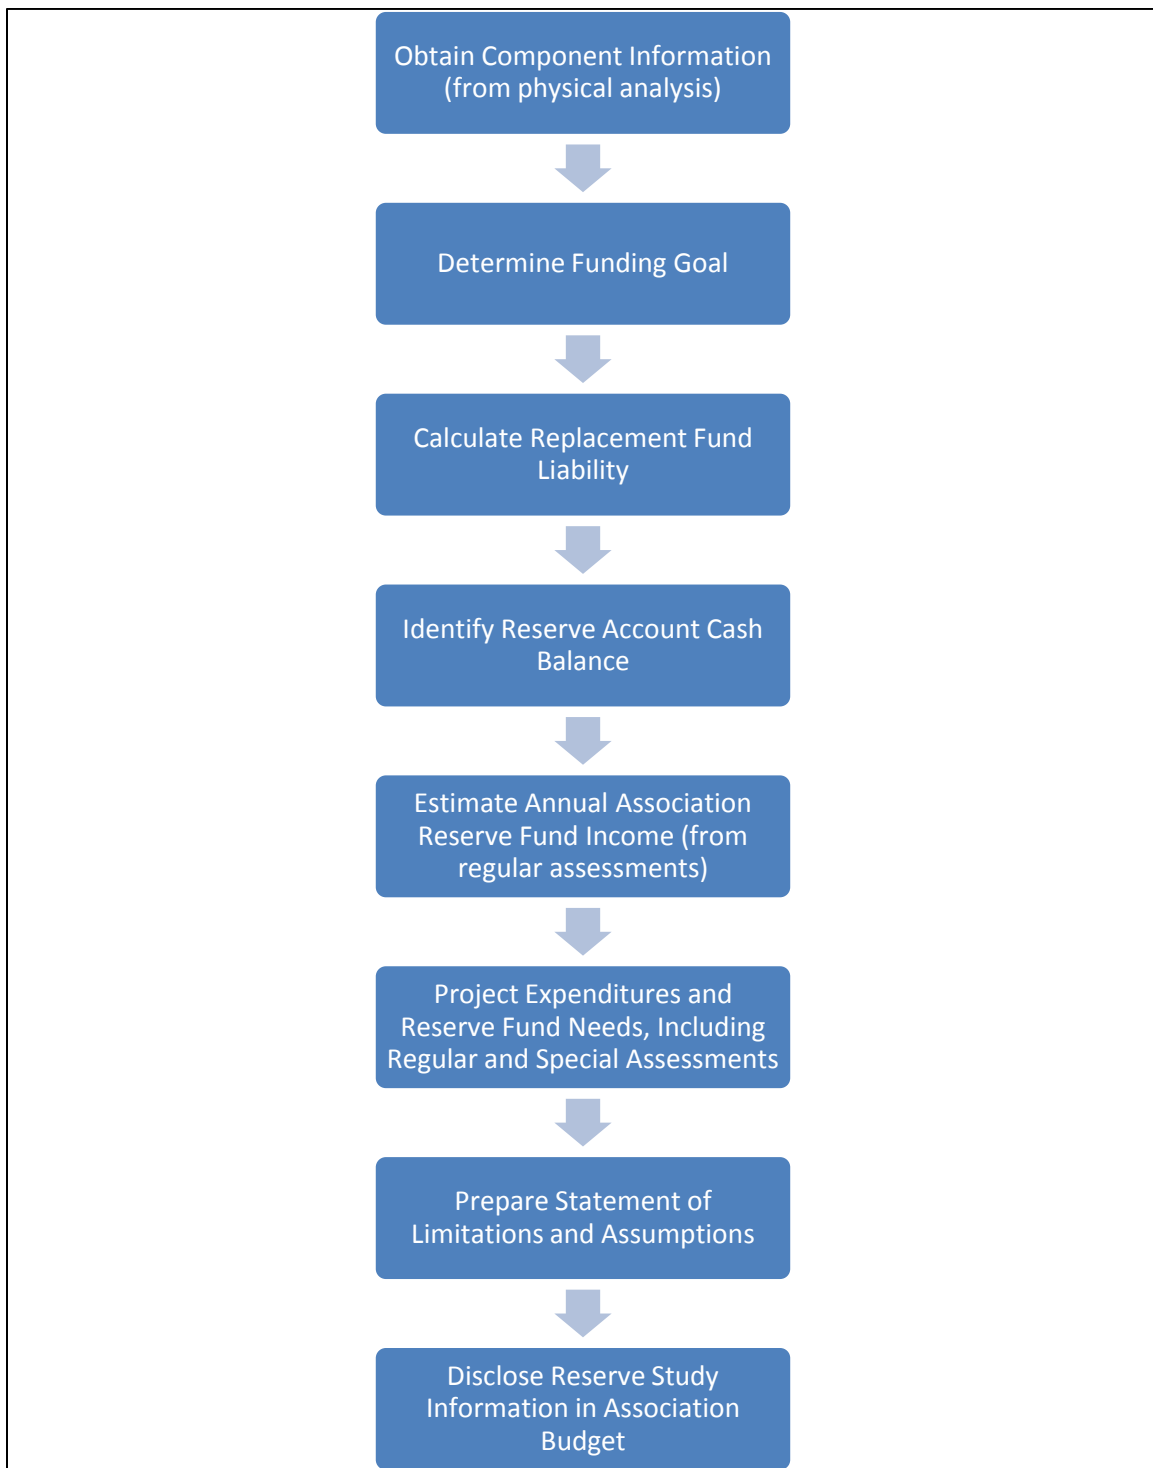 Obtain Component Information
(from physical analysis)
Determine Funding Goal
Calculate Replacement Fund
Liability
Identify Reserve Account Cash
Balance
Estimate Annual Association
Reserve Fund Income (from
regular assessments)
Project Expenditures and
Reserve Fund Needs, Including
Regular and Special Assessments
Prepare Statement of
Limitations and Assumptions
Disclose Reserve Study
Information in Association
Budget